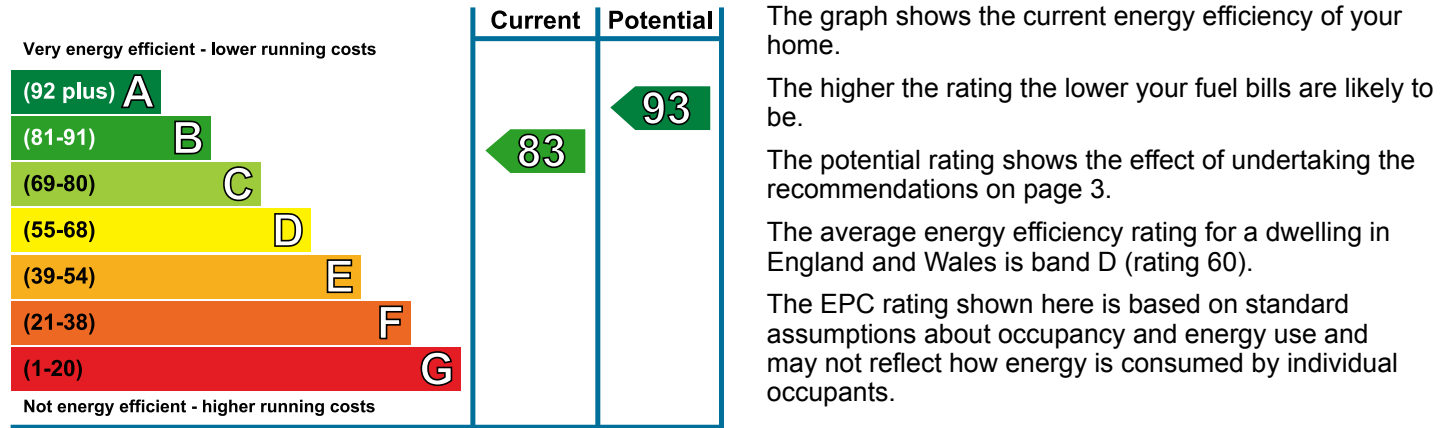 Current Potential
Very energy efficient - lower running costs
(92 plus) A
(81-91) B
(69-80) C
(55-68) D
(39-54) E
(21-38) F
(1-20) G
Not energy efficient - higher running costs
83
93
The graph shows the current energy efficiency of your
home.
The higher the rating the lower your fuel bills are likely to
be.
The potential rating shows the effect of undertaking the
recommendations on page 3.
The average energy efficiency rating for a dwelling in
England and Wales is band D (rating 60).
The EPC rating shown here is based on standard
assumptions about occupancy and energy use and
may not reflect how energy is consumed by individual
occupants.